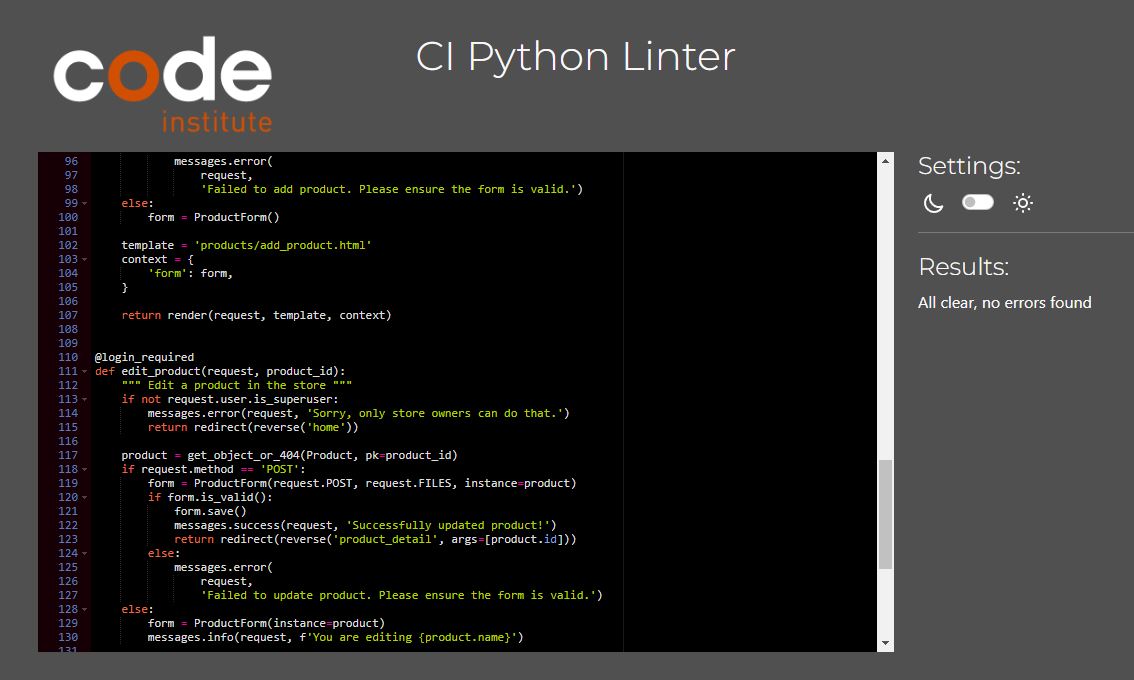 code
institute
CI Python Linter
96 messages.error(
97 request,
98 'Failed to add product. Please ensure the form is valid.')
99 else:
100 form = ProductForm()
101
102 template = 'products/add_product.html'
103 context = {
104 'form': form,
105 }
106
107 return render(request, template, context)
108
109
110 @login_required
111 def edit_product(request, product_id):
112 """ Edit a product in the store """
113 if not request.user.is_superuser:
114 messages.error(request, 'Sorry, only store owners can do that.')
115 return redirect(reverse('home'))
116
117 product = get_object_or_404(Product, pk=product_id)
118 if request.method == 'POST':
119 form = ProductForm(request.POST, request.FILES, instance=product)
120 if form.is_valid():
121 form.save()
122 messages.success(request, 'Successfully updated product!')
123 return redirect(reverse('product_detail', args=[product.id]))
124 else:
125 messages.error(
126 request,
127 'Failed to update product. Please ensure the form is valid.')
128 else:
129 form = ProductForm(instance=product)
130 messages.info(request, f'You are editing {product.name}')
131
Settings:
Results:
All clear, no errors found